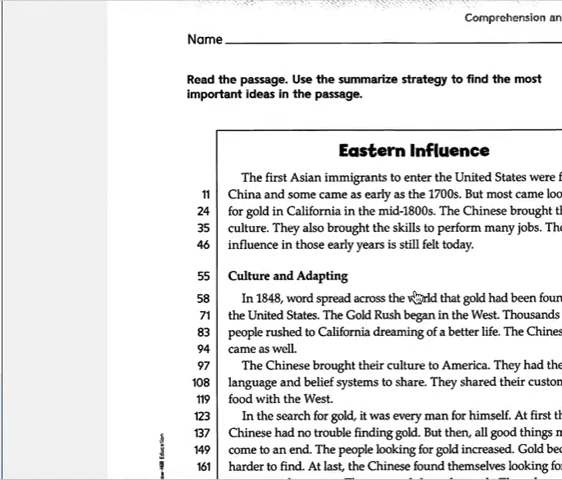 Comprehension an
Name
Read the passage. Use the summarize strategy to find the most
important ideas in the passage.
Eastern Influence
The first Asian immigrants to enter the United States were f
11 China and some came as early as the 1700s. But most came loo
24 for gold in California in the mid-1800s. The Chinese brought th
35 culture. They also brought the skills to perform many jobs. The
46 influence in those early years is still felt today.
55 Culture and Adapting
58 In 1848, word spread across the world that gold had been foun
71 the United States. The Gold Rush began in the West. Thousands
83 people rushed to California dreaming of a better life. The Chines
94 came as well.
97 The Chinese brought their culture to America. They had the
108 language and belief systems to share. They shared their custom
119 food with the West.
123 In the search for gold, it was every man for himself. At first th
137 Chinese had no trouble finding gold. But then, all good things m
149 come to an end. The people looking for gold increased. Gold bec
161 harder to find. At last, the Chinese found themselves looking fo